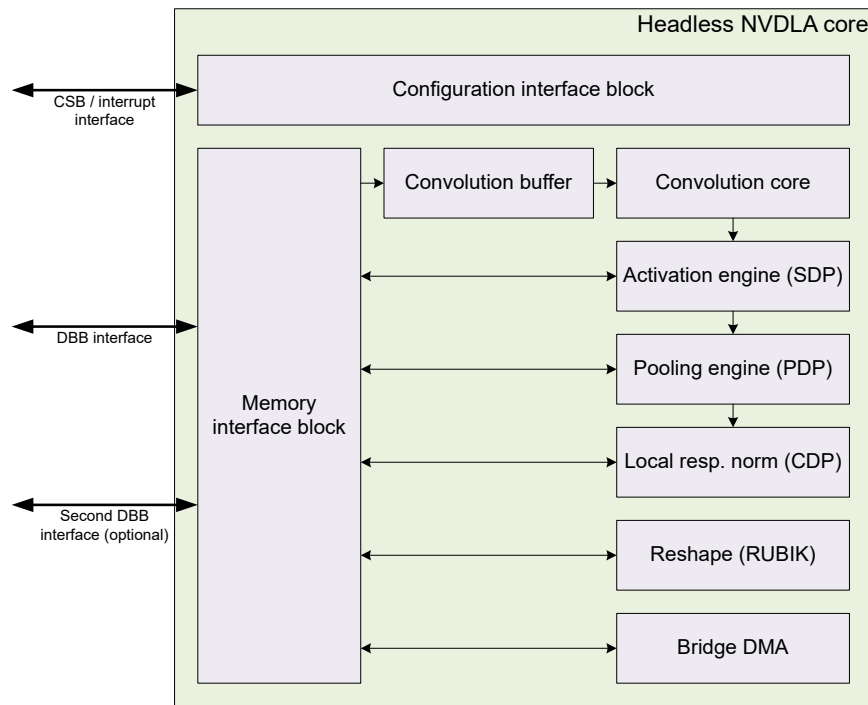 Headless NVDLA core
Configuration interface block
CSB / interrupt
interface
Convolution buffer
Convolution core
Activation engine (SDP)
DBB interface
Pooling engine (PDP)
Memory
interface block
Local resp. norm (CDP)
Second DBB
interface (optional)
Reshape (RUBIK)
Bridge DMA